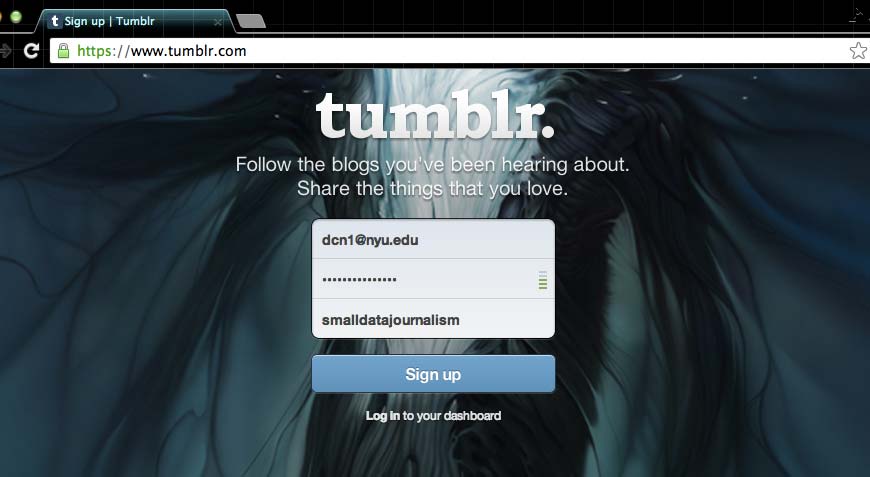 Sign up | Tumblr
https://www.tumblr.com
tumblr.
Follow the blogs you've been hearing about.
Share the things that you love.
dcn1@nyu.edu
•••••••••••••••
smalldatajournalism
Sign up
Log in to your dashboard